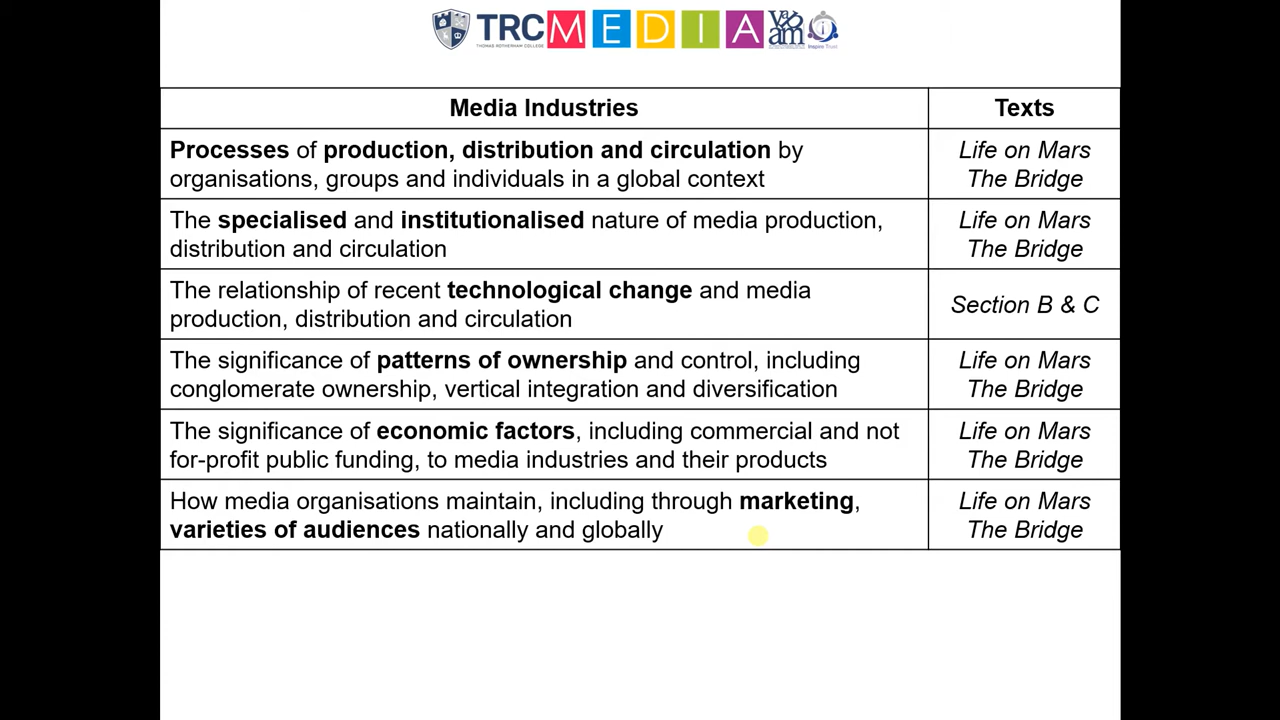 TRC MEDIA
THOMAS ROTHERHAM COLLEGE
Inspire Trust
Media Industries
Texts
Processes of production, distribution and circulation by
organisations, groups and individuals in a global context
Life on Mars
The Bridge
The specialised and institutionalised nature of media production,
distribution and circulation
Life on Mars
The Bridge
The relationship of recent technological change and media
production, distribution and circulation
Section B & C
The significance of patterns of ownership and control, including
conglomerate ownership, vertical integration and diversification
Life on Mars
The Bridge
The significance of economic factors, including commercial and not
for-profit public funding, to media industries and their products
Life on Mars
The Bridge
How media organisations maintain, including through marketing,
varieties of audiences nationally and globally
Life on Mars
The Bridge